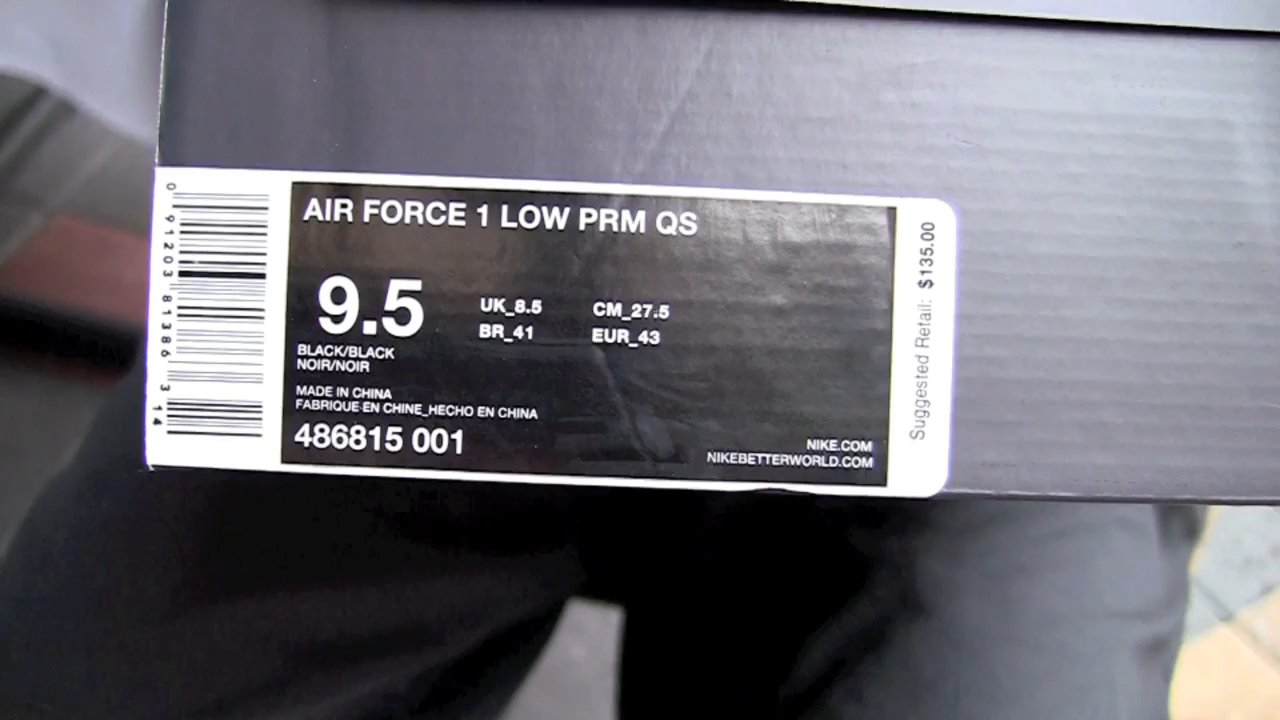 AIR FORCE 1 LOW PRM QS
9.5
UK_8.5 CM_27.5
BR_41 EUR_43
BLACK/BLACK
NOIR/NOIR
MADE IN CHINA
FABRIQUE EN CHINE_HECHO EN CHINA
486815 001
NIKE.COM
NIKEBETTERWORLD.COM
0 91203 81386 3 14
Suggested Retail: $135.00